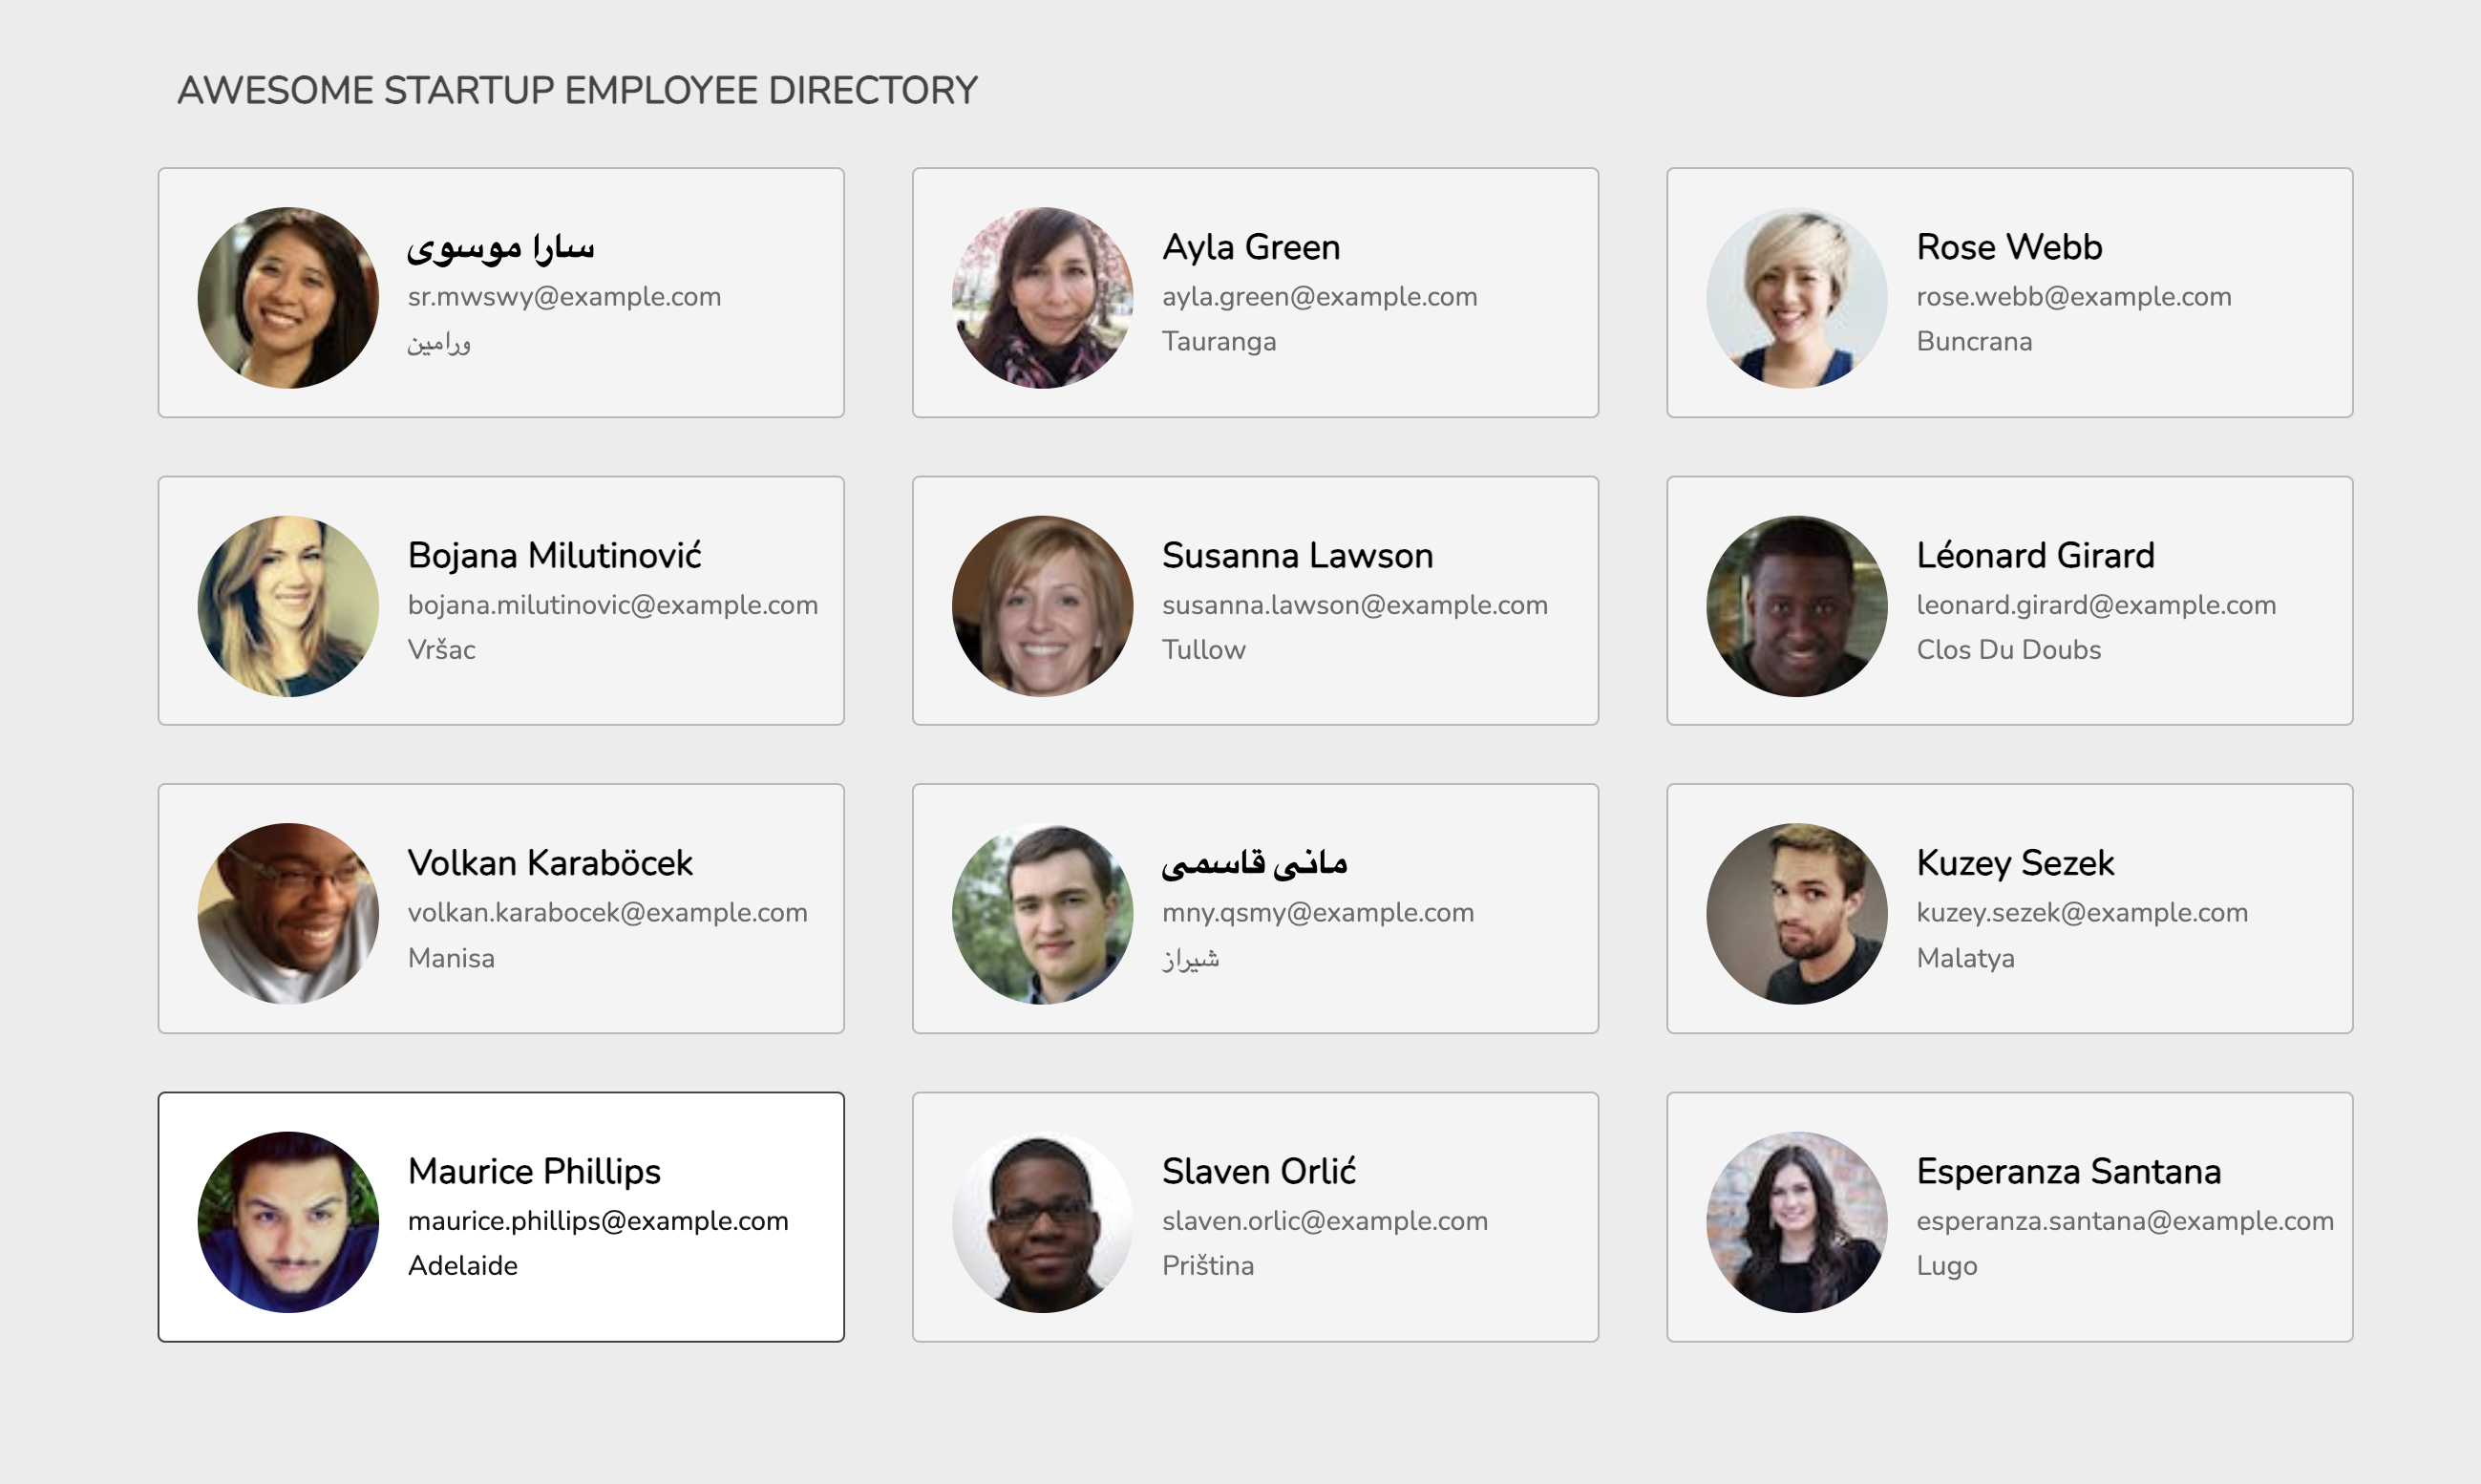 AWESOME STARTUP EMPLOYEE DIRECTORY
سارا موسوی
sr.mwswy@example.com
ورامین
Ayla Green
ayla.green@example.com
Tauranga
Rose Webb
rose.webb@example.com
Buncrana
Bojana Milutinović
bojana.milutinovic@example.com
Vršac
Susanna Lawson
susanna.lawson@example.com
Tullow
Léonard Girard
leonard.girard@example.com
Clos Du Doubs
Volkan Karaböcek
volkan.karabocek@example.com
Manisa
مانی قاسمی
mny.qsmy@example.com
شیراز
Kuzey Sezek
kuzey.sezek@example.com
Malatya
Maurice Phillips
maurice.phillips@example.com
Adelaide
Slaven Orlić
slaven.orlic@example.com
Priština
Esperanza Santana
esperanza.santana@example.com
Lugo